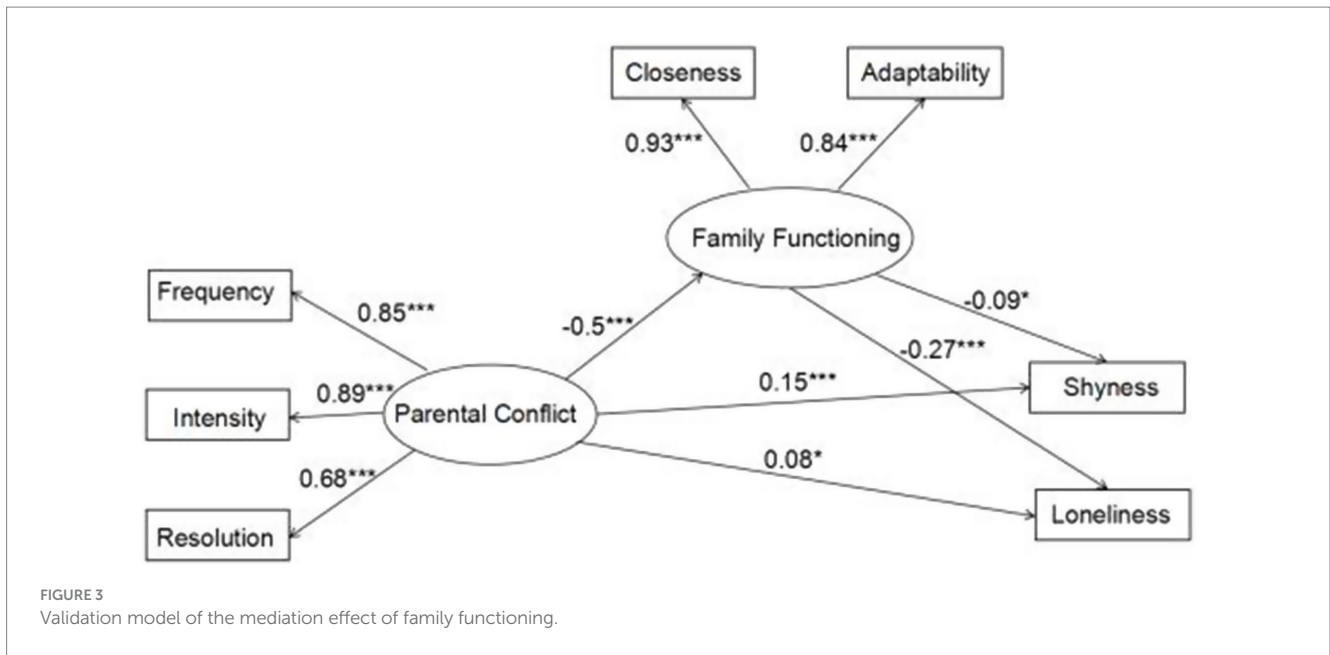 Closeness
Adaptability
0.93***
0.84***
Family Functioning
Frequency
0.85***
-0.5***
-0.09*
-0.27***
Intensity
0.89***
Parental Conflict
0.15***
Shyness
0.68***
0.08*
Resolution
Loneliness
FIGURE 3
Validation model of the mediation effect of family functioning.